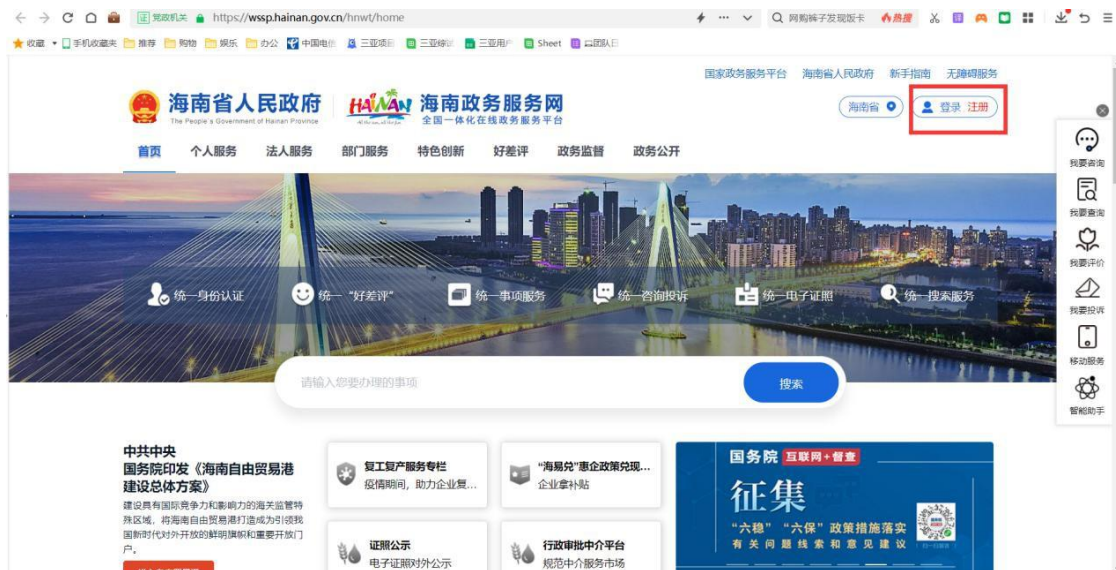 证 党政机关 https://wssp.hainan.gov.cn/hnwt/home 网购裤子发现饭卡 热搜
收藏 手机收藏夹 推荐 购物 娱乐 办公 中国电信 三亚项目 三亚综 三亚用户 Sheet
国家政务服务平台 海南省人民政府 新手指南 无障碍服务
海南省人民政府
The People's Government of Hainan Province
HAINAN 海南政务服务网
全国一体化在线政务服务平台
海南省 登录 注册
首页 个人服务 法人服务 部门服务 特色创新 好差评 政务监督 政务公开
我要咨询
我要查询
我要评价
我要投诉
移动服务
智能助手
统一身份认证 统一 “好差评” 统一事项服务 统一咨询投诉 统一电子证照 统一搜索服务
请输入您要办理的事项 搜索
中共中央
国务院印发《海南自由贸易港
建设总体方案》
建设具有国际竞争力和影响力的海关监管特
殊区域，将海南自由贸易港打造成为引领我
国新时代对外开放的鲜明旗帜和重要开放门
户。
复工复产服务专栏
疫情期间，助力企业复...
“海易兑”惠企政策兑现...
企业拿补贴
证照公示
电子证照对外公示
行政审批中介平台
规范中介服务市场
国务院 互联网+督查
征集
“六稳” “六保” 政策措施落实
有关问题线索和意见建议